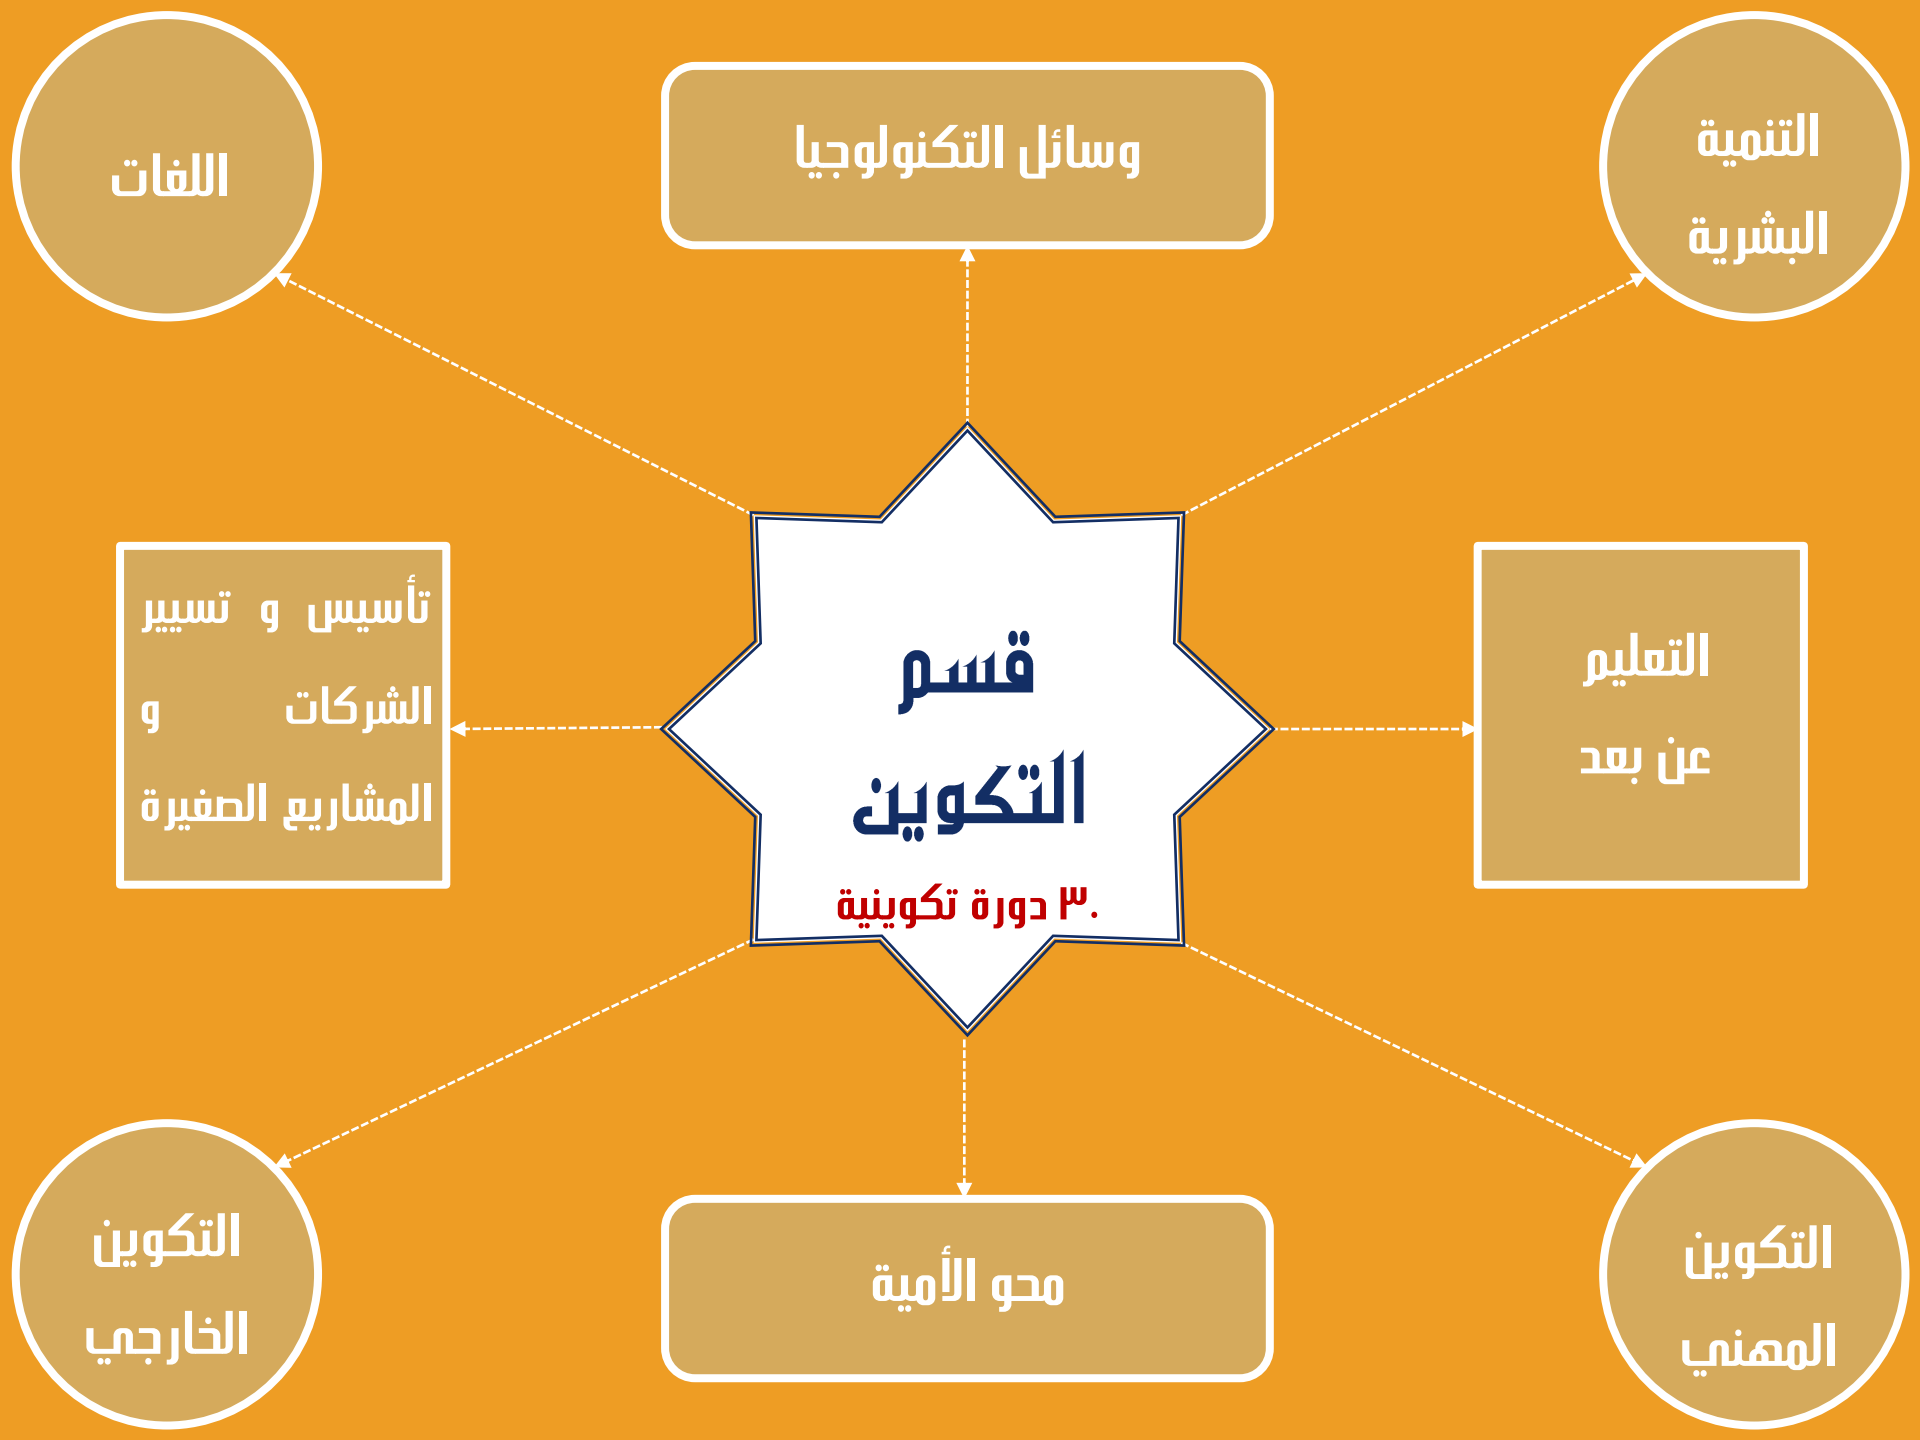 التنمية
البشرية
وسائل التكنولوجيا
اللغات
التعليم
عن بعد
قسم
التكوين
٣٠ دورة تكوينية
تأسيس و تسيير
الشركات و
المشاريع الصغيرة
التكوين
المهني
محو الأمية
التكوين
الخارجي